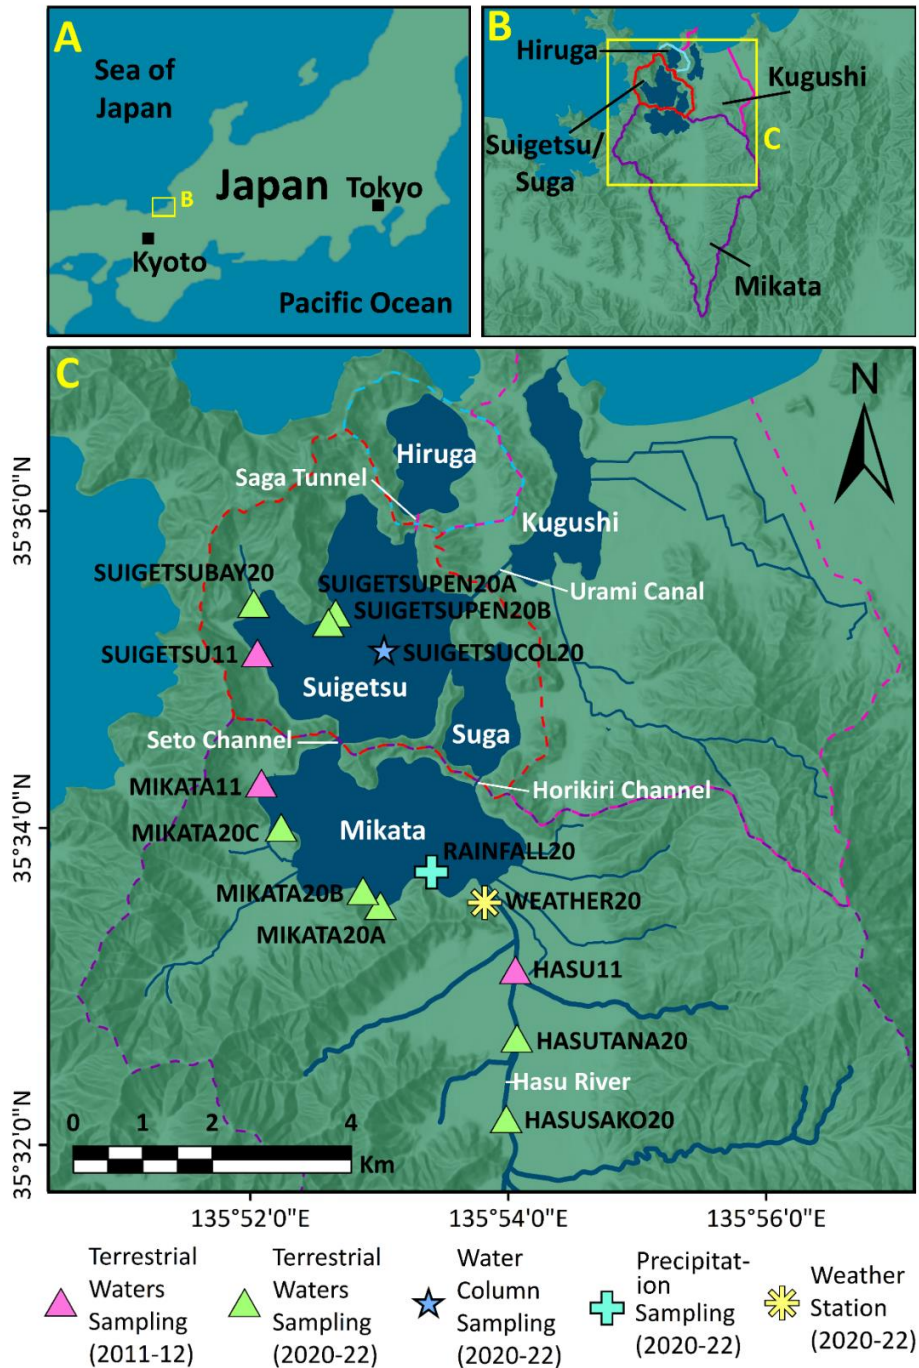 A
Sea of
Japan
Japan
Tokyo
B
Kyoto
Pacific Ocean
B
Hiruga
Kugushi
C
Suigetsu/
Suga
Mikata
C
N
Hiruga
Saga Tunnel
Kugushi
SUIGETSUBAY20
SUIGETSUPEN20A
Urami Canal
SUIGETSUPEN20B
SUIGETSU11
SUIGETSUCOL20
Suigetsu
Seto Channel
Suga
MIKATA11
Horikiri Channel
MIKATA20C
Mikata
RAINFALL20
MIKATA20B
WEATHER20
MIKATA20A
HASU11
HASUTANA20
Hasu River
HASUSAKO20
0 1 2 4
Km
35°36'0"N
35°34'0"N
35°32'0"N
135°52'0"E 135°54'0"E 135°56'0"E
Terrestrial
Waters
Sampling
(2011-12)
Terrestrial
Waters
Sampling
(2020-22)
Water
Column
Sampling
(2020-22)
Precipitat-
ion
Sampling
(2020-22)
Weather
Station
(2020-22)